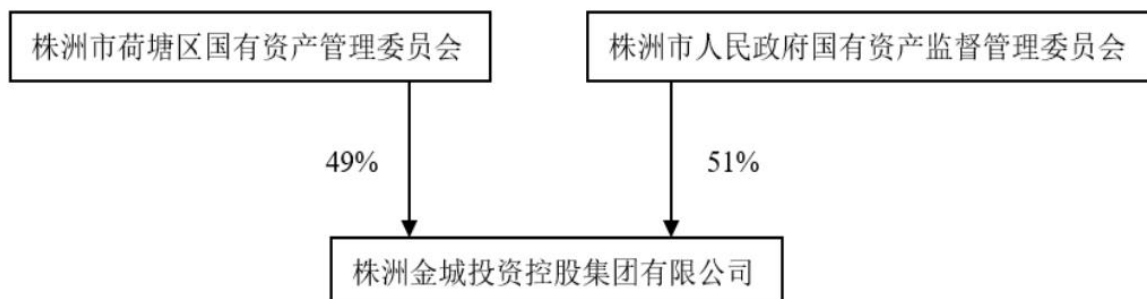 株洲市荷塘区国有资产管理委员会
株洲市人民政府国有资产监督管理委员会
49%
51%
株洲金城投资控股集团有限公司